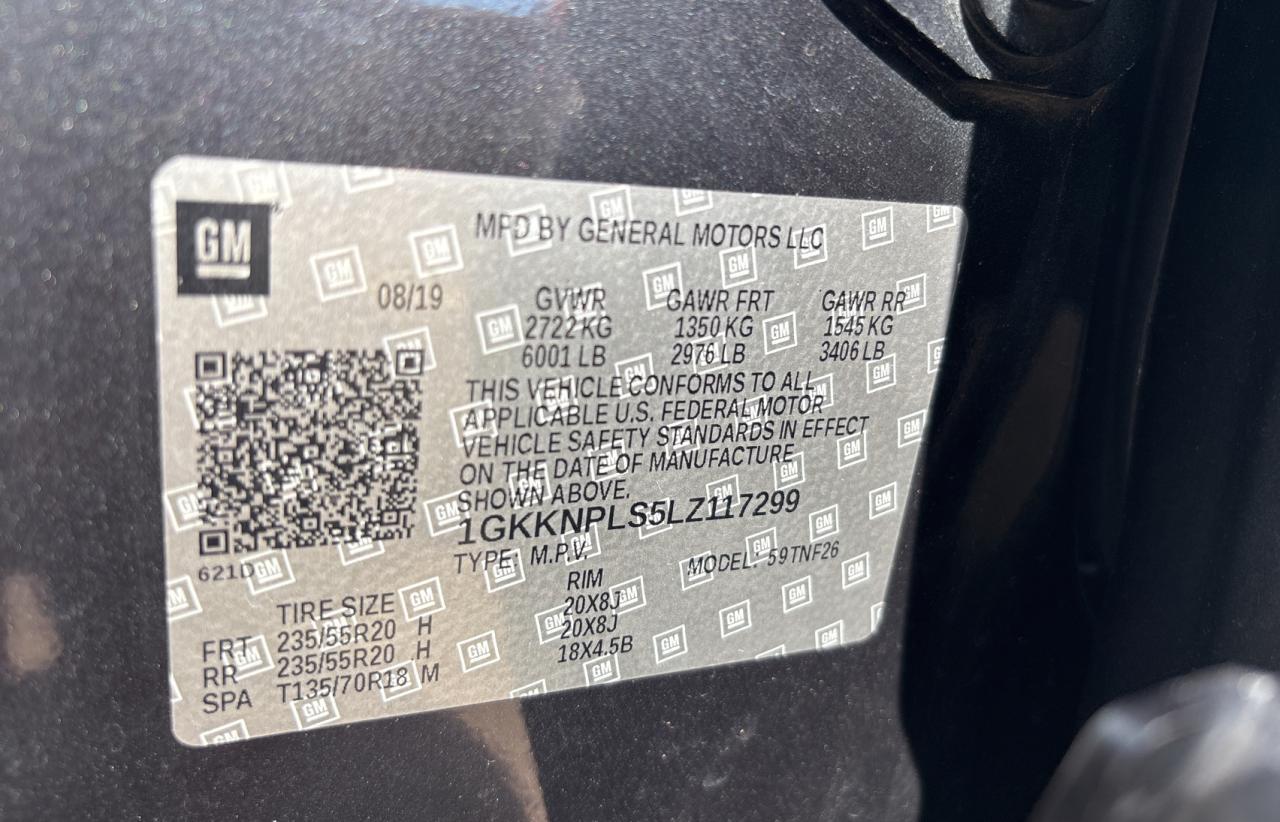 GM
MFD BY GENERAL MOTORS LLC
08/19
GVWR GAWR FRT GAWR RR
2722 KG 1350 KG 1545 KG
6001 LB 2976 LB 3406 LB
THIS VEHICLE CONFORMS TO ALL
APPLICABLE U.S. FEDERAL MOTOR
VEHICLE SAFETY STANDARDS IN EFFECT
ON THE DATE OF MANUFACTURE
SHOWN ABOVE.
1GKKNPLS5LZ117299
TYPE: M.P.V. MODEL: 59TNF26
621D
TIRE SIZE RIM
FRT 235/55R20 H 20X8J
RR 235/55R20 H 20X8J
SPA T135/70R18 M 18X4.5B